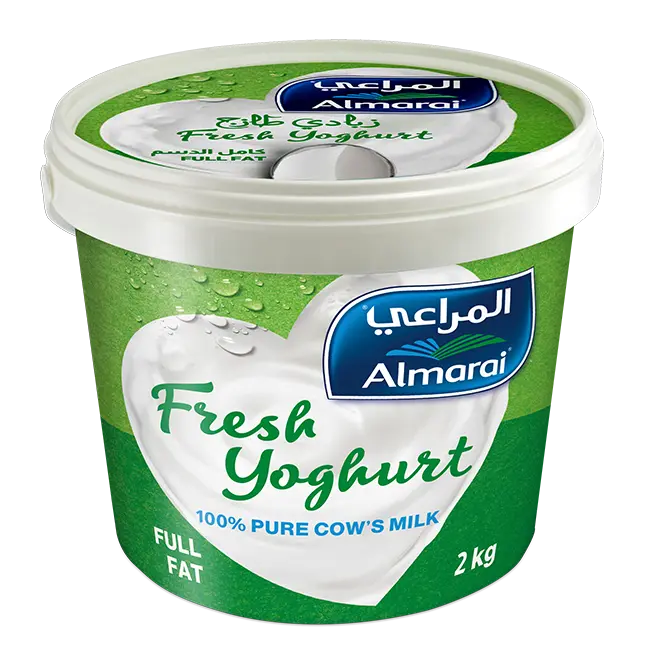 المراعي
Almarai
زبادي طازج
Fresh Yoghurt
كامل الدسم
FULL FAT
المراعي
Almarai
Fresh
Yoghurt
100% PURE COW'S MILK
FULL
FAT
2 kg